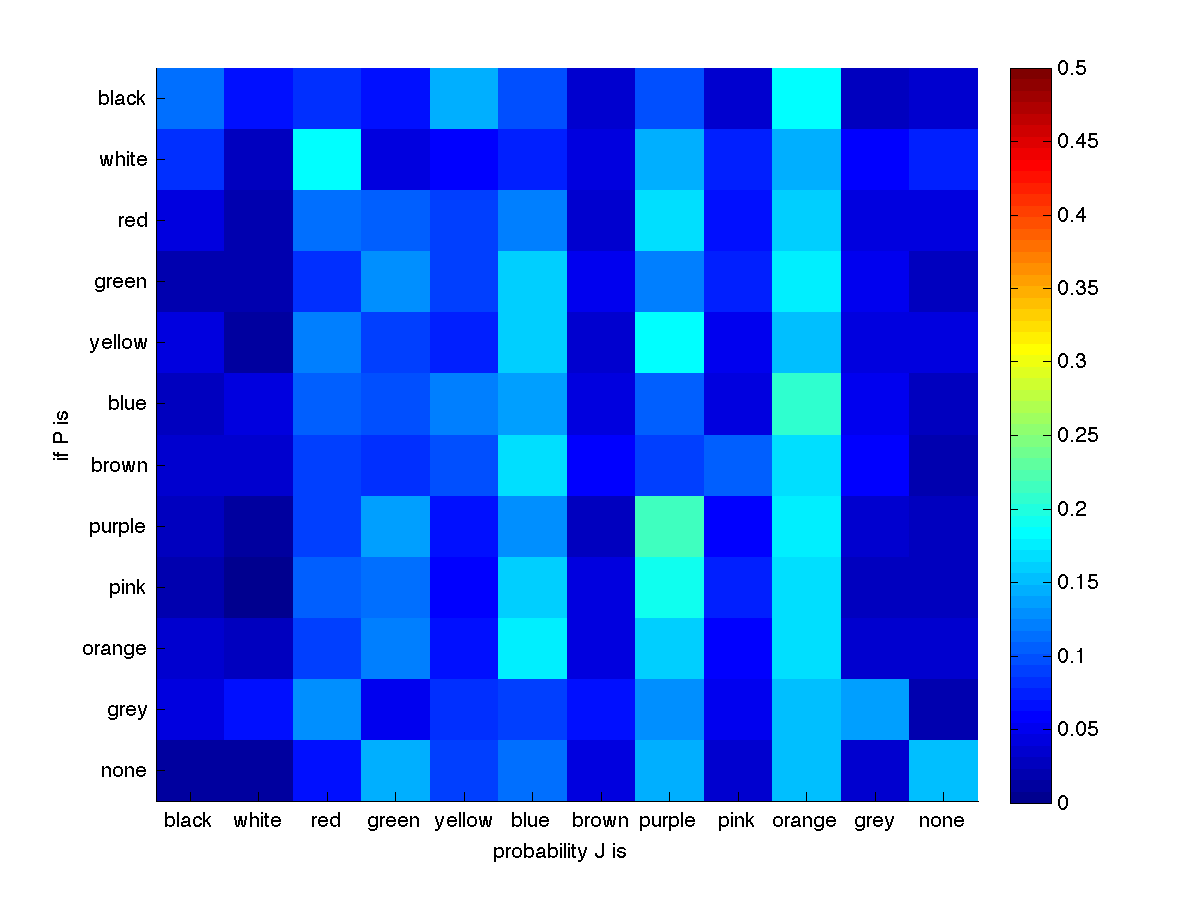 black
white
red
green
yellow
blue
brown
purple
pink
orange
grey
none
if P is
black white red green yellow blue brown purple pink orange grey none
probability J is
0.5
0.45
0.4
0.35
0.3
0.25
0.2
0.15
0.1
0.05
0